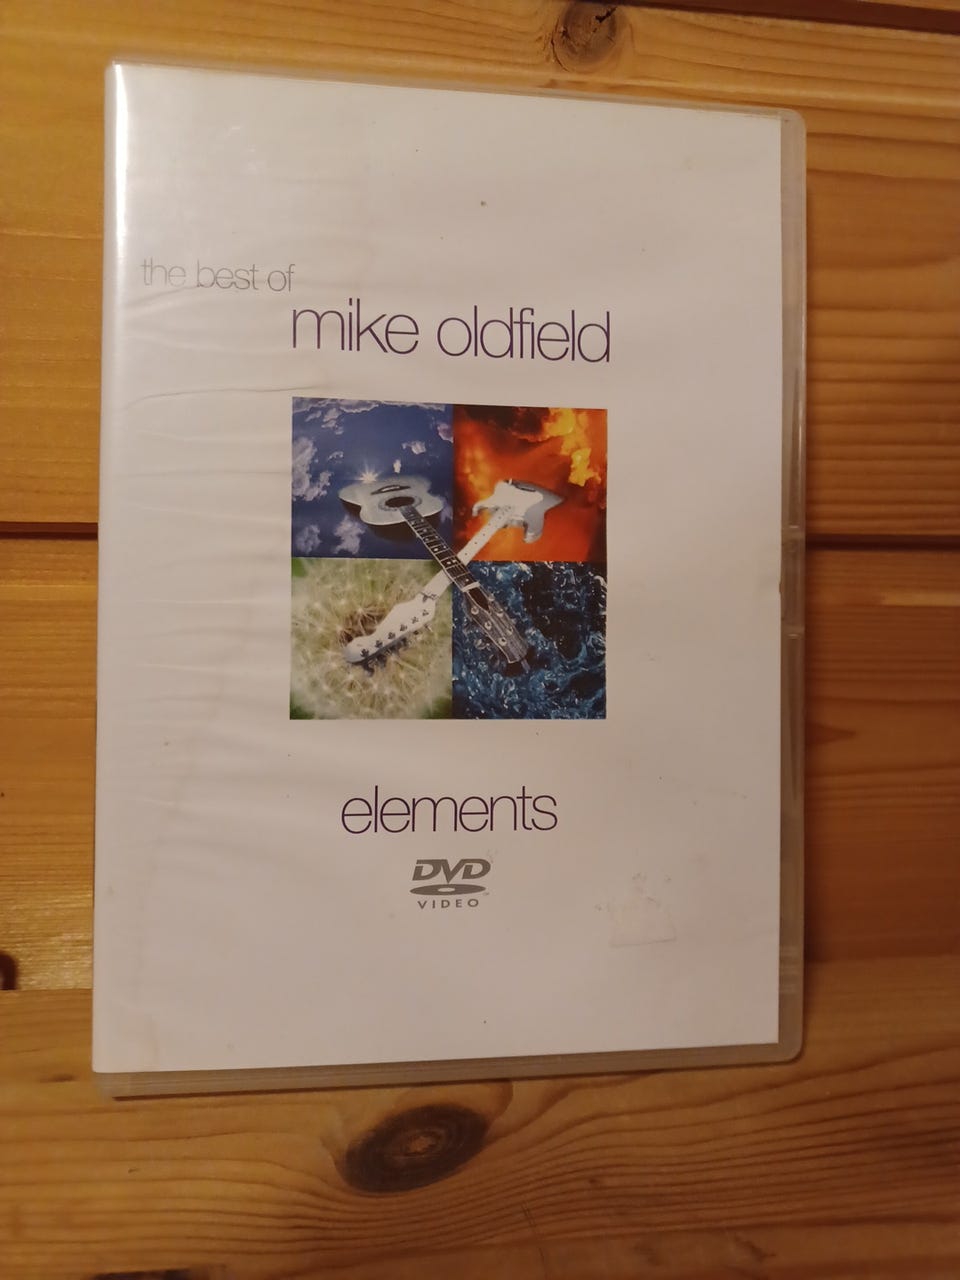 the best of
mike oldfield
elements
DVD
VIDEO